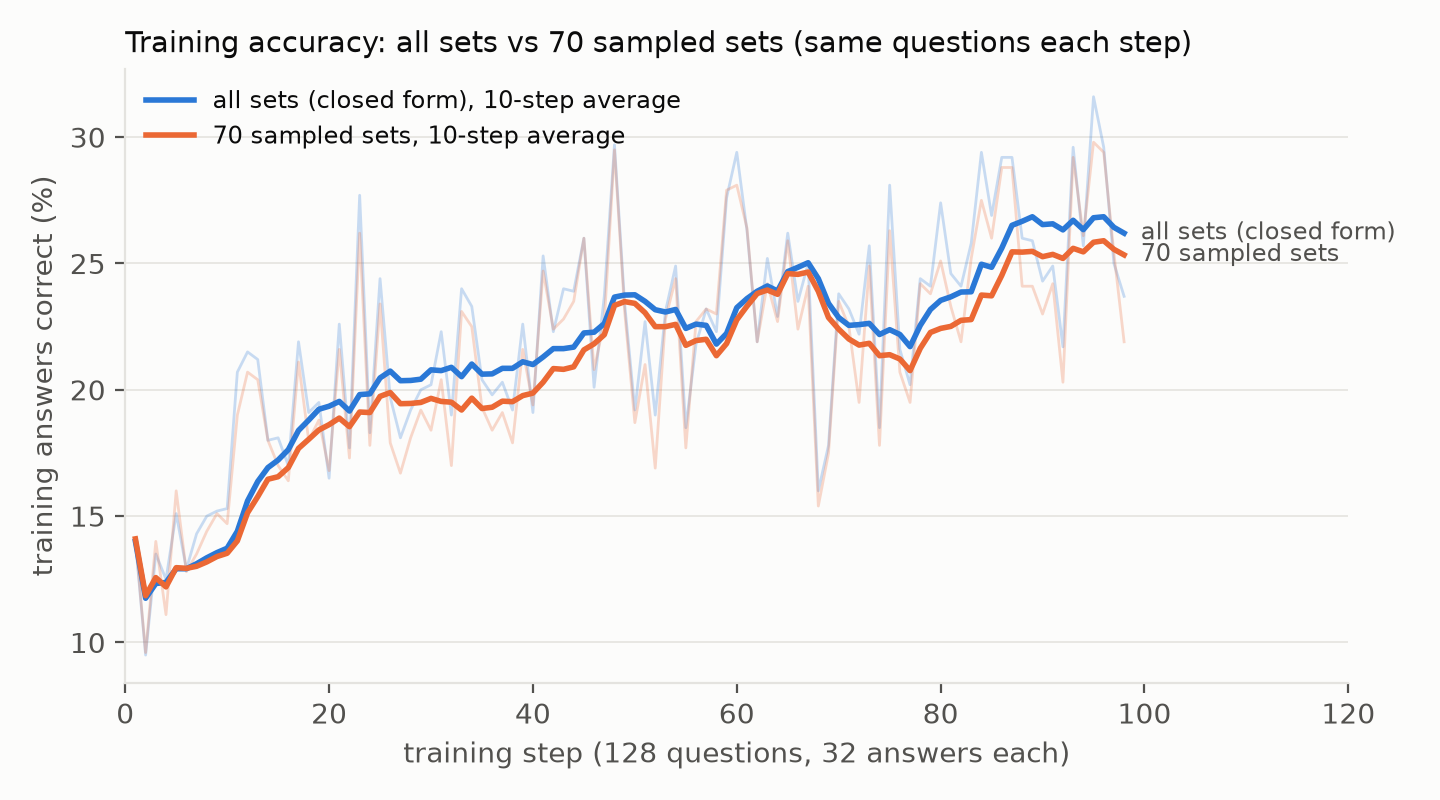 Training accuracy: all sets vs 70 sampled sets (same questions each step)
all sets (closed form), 10-step average
70 sampled sets, 10-step average
30
25
20
15
10
training answers correct (%)
all sets (closed form)
70 sampled sets
0 20 40 60 80 100 120
training step (128 questions, 32 answers each)